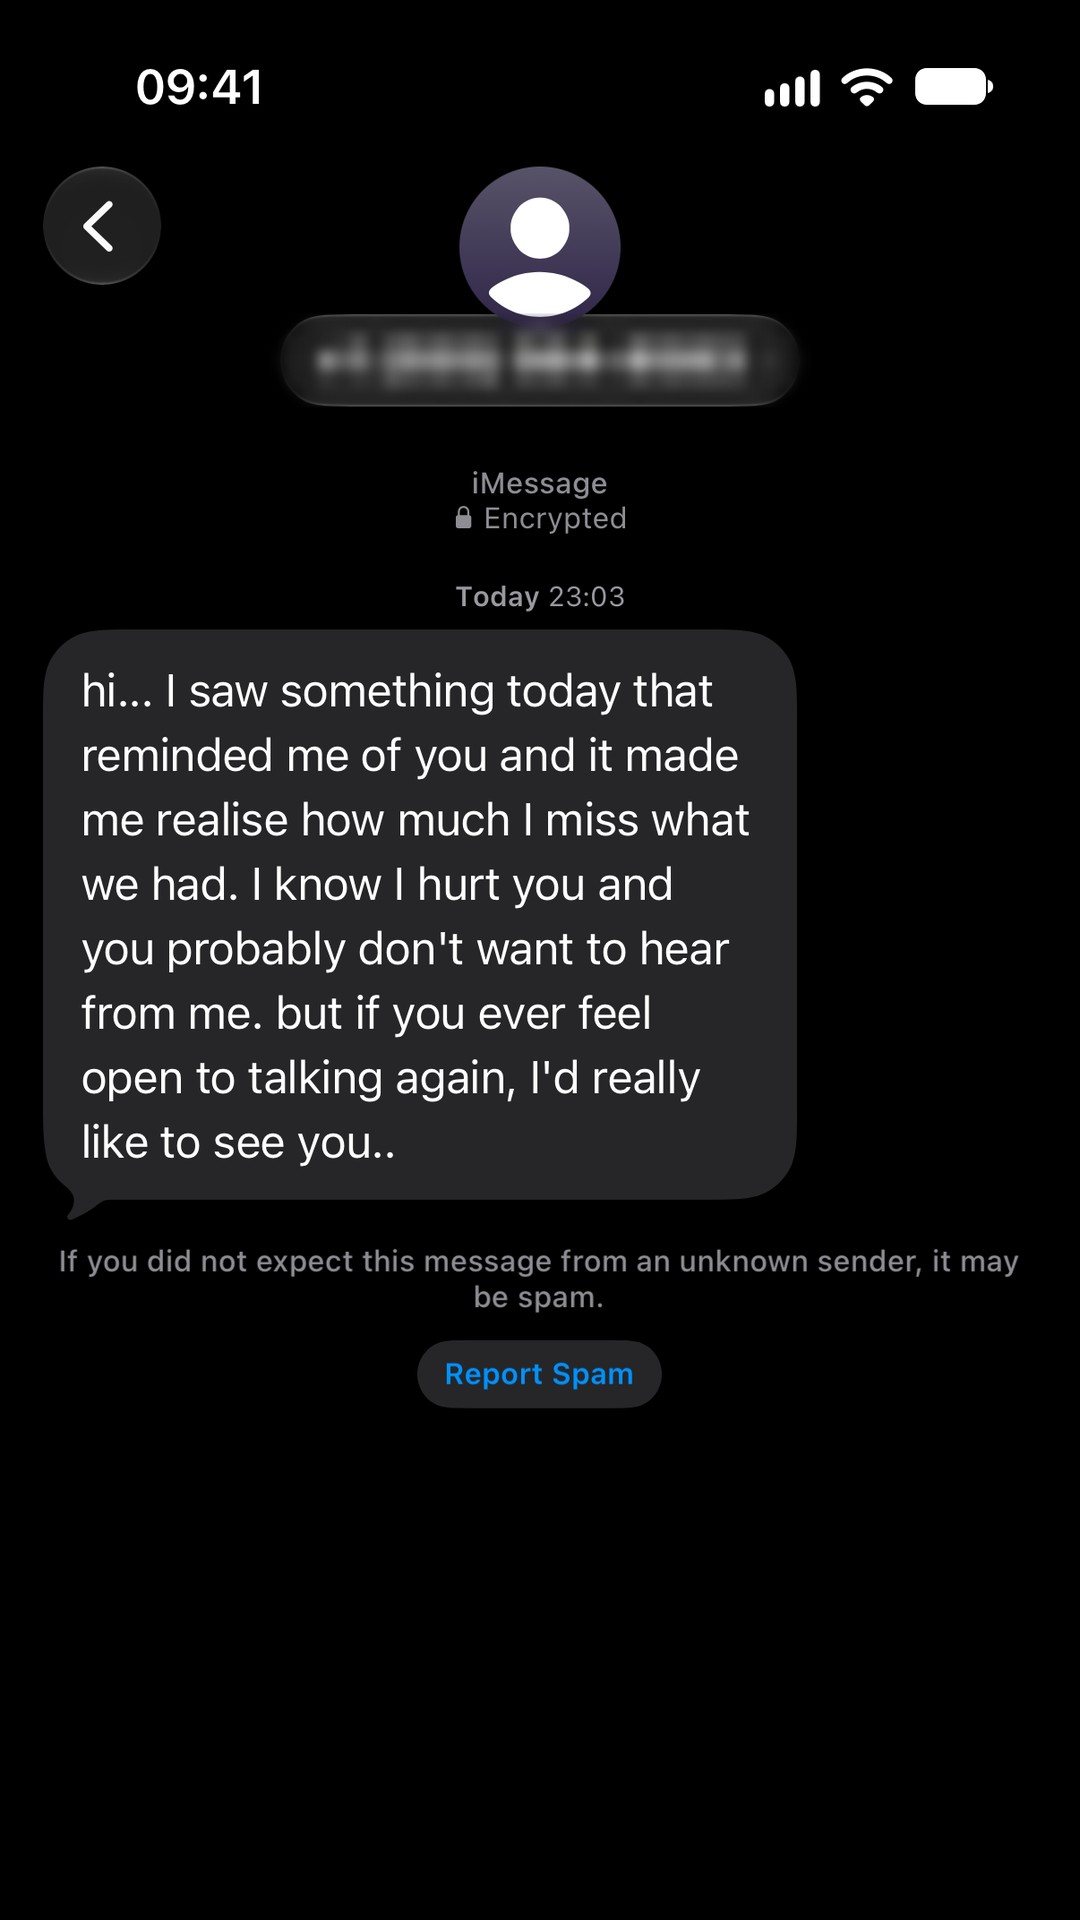 09:41
iMessage
Encrypted
Today 23:03
hi... I saw something today that
reminded me of you and it made
me realise how much I miss what
we had. I know I hurt you and
you probably don't want to hear
from me. but if you ever feel
open to talking again, I'd really
like to see you..
If you did not expect this message from an unknown sender, it may
be spam.
Report Spam